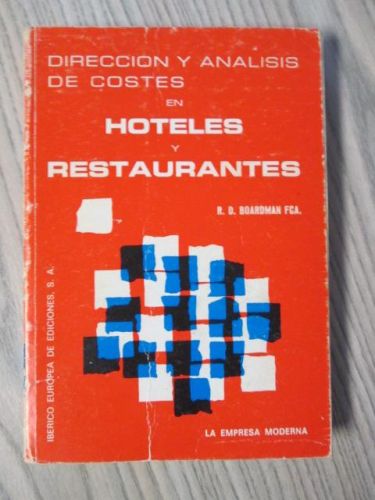 DIRECCION Y ANALISIS
DE COSTES
EN
HOTELES
Y
RESTAURANTES
R. D. BOARDMAN FCA.
IBERICO EUROPEA DE EDICIONES, S. A.
LA EMPRESA MODERNA